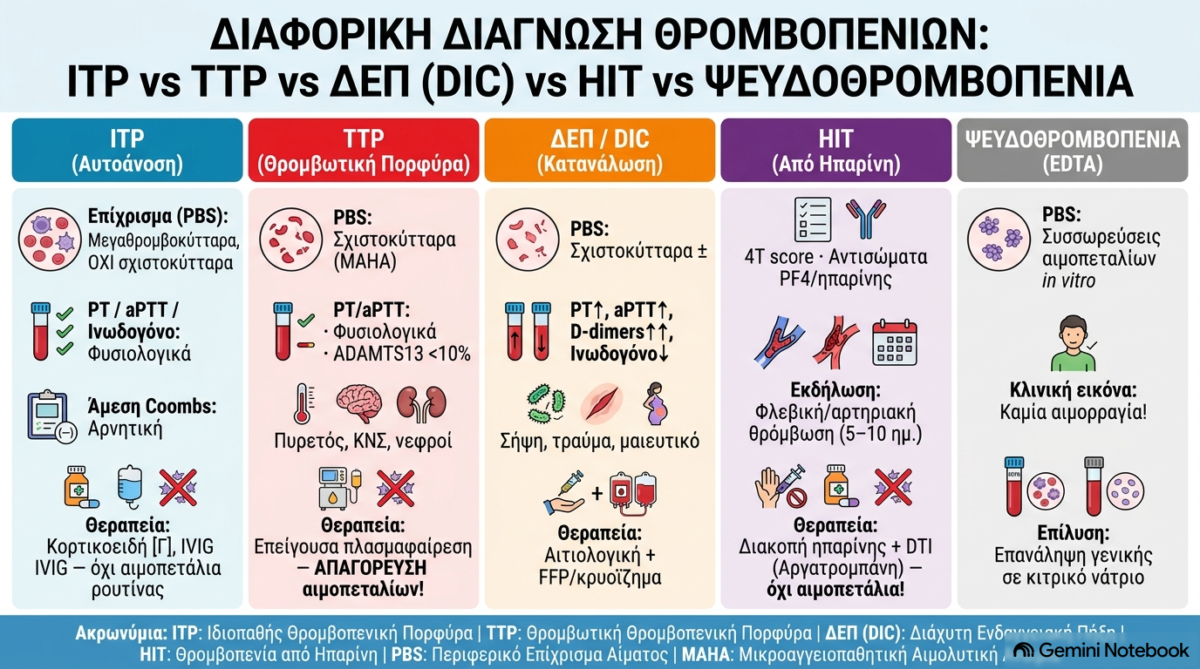 ΔΙΑΦΟΡΙΚΗ ΔΙΑΓΝΩΣΗ ΘΡΟΜΒΟΠΕΝΙΩΝ:
ITP vs TTP vs ΔΕΠ (DIC) vs HIT vs ΨΕΥΔΟΘΡΟΜΒΟΠΕΝΙΑ
ITP
(Αυτοάνοση)
Επίχρισμα (PBS):
Μεγαθρομβοκύτταρα,
ΟΧΙ σχιστοκύτταρα
PT / aPTT /
Ινωδογόνο:
Φυσιολογικά
Άμεση Coombs:
Αρνητική
Θεραπεία:
Κορτικοειδή [Γ], IVIG
IVIG — όχι αιμοπετάλια
ρουτίνας
TTP
(Θρομβωτική Πορφύρα)
PBS:
Σχιστοκύτταρα
(MAHA)
PT/aPTT:
· Φυσιολογικά
· ADAMTS13 <10%
Πυρετός, ΚΝΣ, νεφροί
Θεραπεία:
Επείγουσα πλασμαφαίρεση
— ΑΠΑΓΟΡΕΥΣΗ
αιμοπεταλίων!
ΔΕΠ / DIC
(Κατανάλωση)
PBS:
Σχιστοκύτταρα ±
PT↑, aPTT↑,
D-dimers↑↑,
Ινωδογόνο↓
Σήψη, τραύμα, μαιευτικό
Θεραπεία:
Αιτιολογική +
FFP/κρυοΐζημα
HIT
(Από Ηπαρίνη)
4T score · Αντισώματα
PF4/ηπαρίνης
Εκδήλωση:
Φλεβική/αρτηριακή
θρόμβωση (5–10 ημ.)
Θεραπεία:
Διακοπή ηπαρίνης + DTI
(Αργατρομπάνη) —
όχι αιμοπετάλια!
ΨΕΥΔΟΘΡΟΜΒΟΠΕΝΙΑ
(EDTA)
PBS:
Συσσωρεύσεις
αιμοπεταλίων
in vitro
Κλινική εικόνα:
Καμία αιμορραγία!
Επίλυση:
Επανάληψη γενικής
σε κιτρικό νάτριο
Ακρωνύμια: ITP: Ιδιοπαθής Θρομβοπενική Πορφύρα | TTP: Θρομβωτική Θρομβοπενική Πορφύρα | ΔΕΠ (DIC): Διάχυτη
HIT: Θρομβοπενία από Ηπαρίνη | PBS: Περιφερικό Επίχρισμα Αίματος | MAHA: Μικροαγγειοπαθητική Αιμολυτική
Gemini Notebook